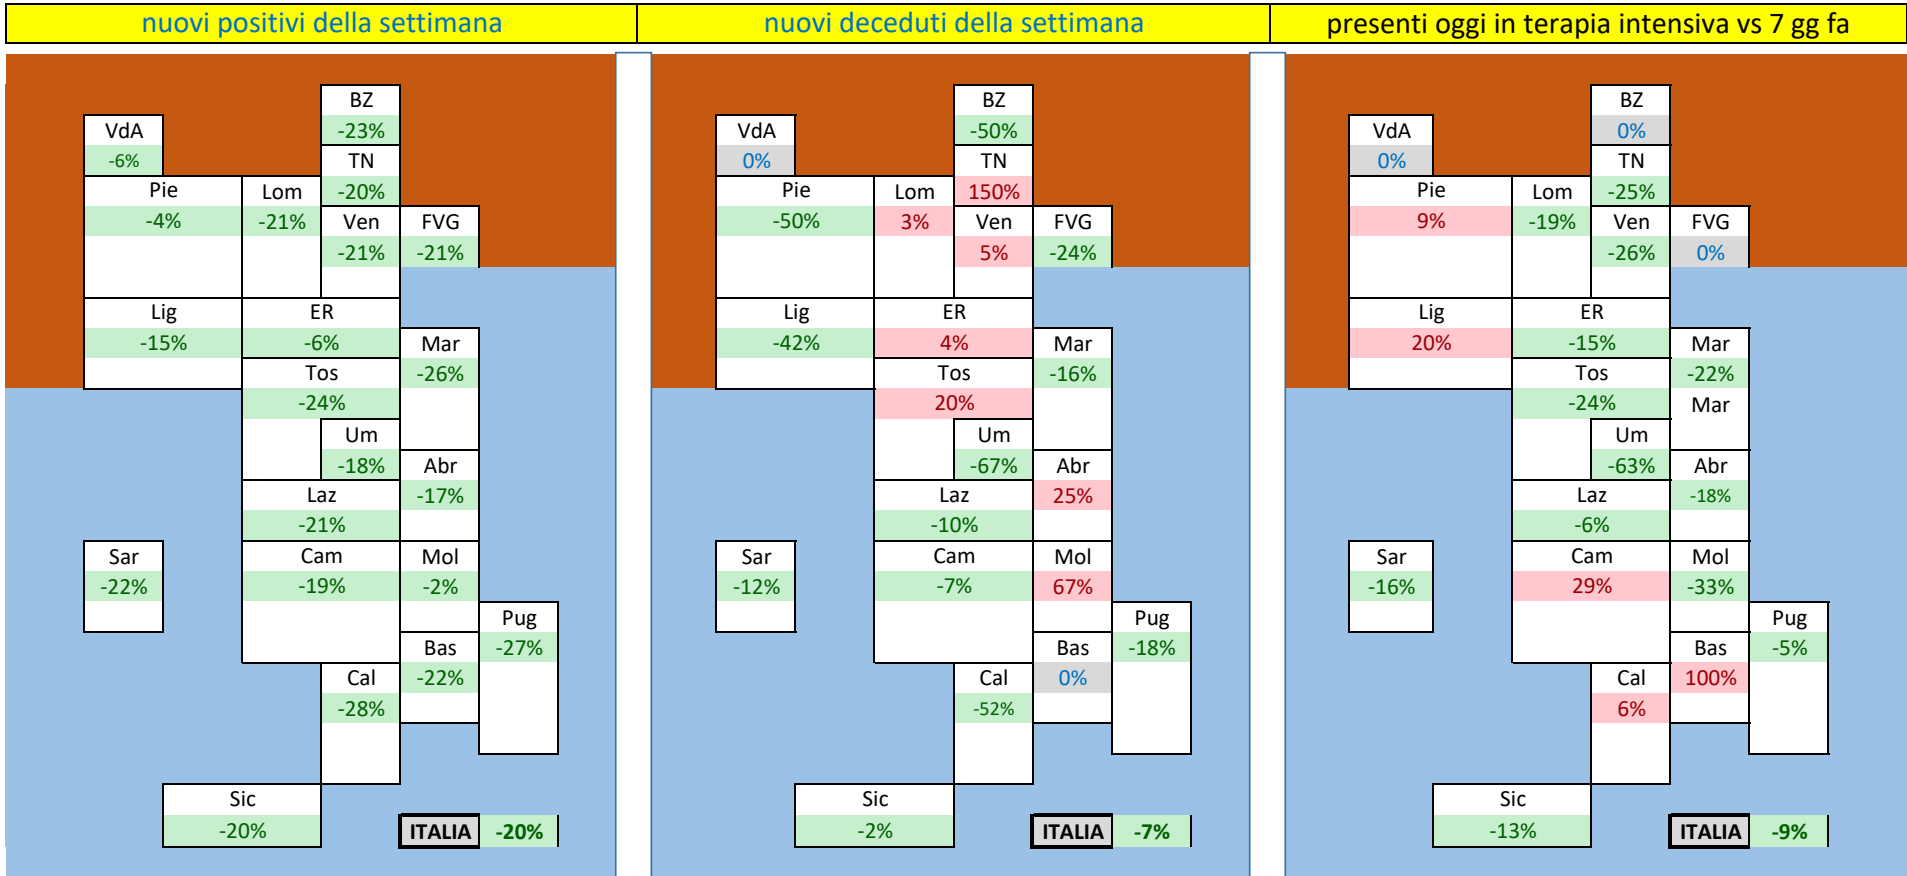 nuovi positivi della settimana
nuovi deceduti della settimana
presenti oggi in terapia intensiva vs 7 gg fa
BZ
-23%
VdA
-6%
TN
-20%
Pie
-4%
Lom
-21%
Ven
-21%
FVG
-21%
Lig
-15%
ER
-6%
Mar
-26%
Tos
-24%
Um
-18%
Abr
-17%
Laz
-21%
Sar
-22%
Cam
-19%
Mol
-2%
Pug
-27%
Bas
-22%
Cal
-28%
Sic
-20%
ITALIA -20%
BZ
-50%
VdA
0%
TN
150%
Pie
-50%
Lom
3%
Ven
5%
FVG
-24%
Lig
-42%
ER
4%
Mar
-16%
Tos
20%
Um
-67%
Abr
25%
Laz
-10%
Sar
-12%
Cam
-7%
Mol
67%
Pug
-18%
Bas
0%
Cal
-52%
Sic
-2%
ITALIA -7%
BZ
0%
VdA
0%
TN
-25%
Pie
9%
Lom
-19%
Ven
-26%
FVG
0%
Lig
20%
ER
-15%
Mar
-22%
Tos
-24%
Mar
Um
-63%
Abr
-18%
Laz
-6%
Sar
-16%
Cam
29%
Mol
-33%
Pug
-5%
Bas
100%
Cal
6%
Sic
-13%
ITALIA -9%